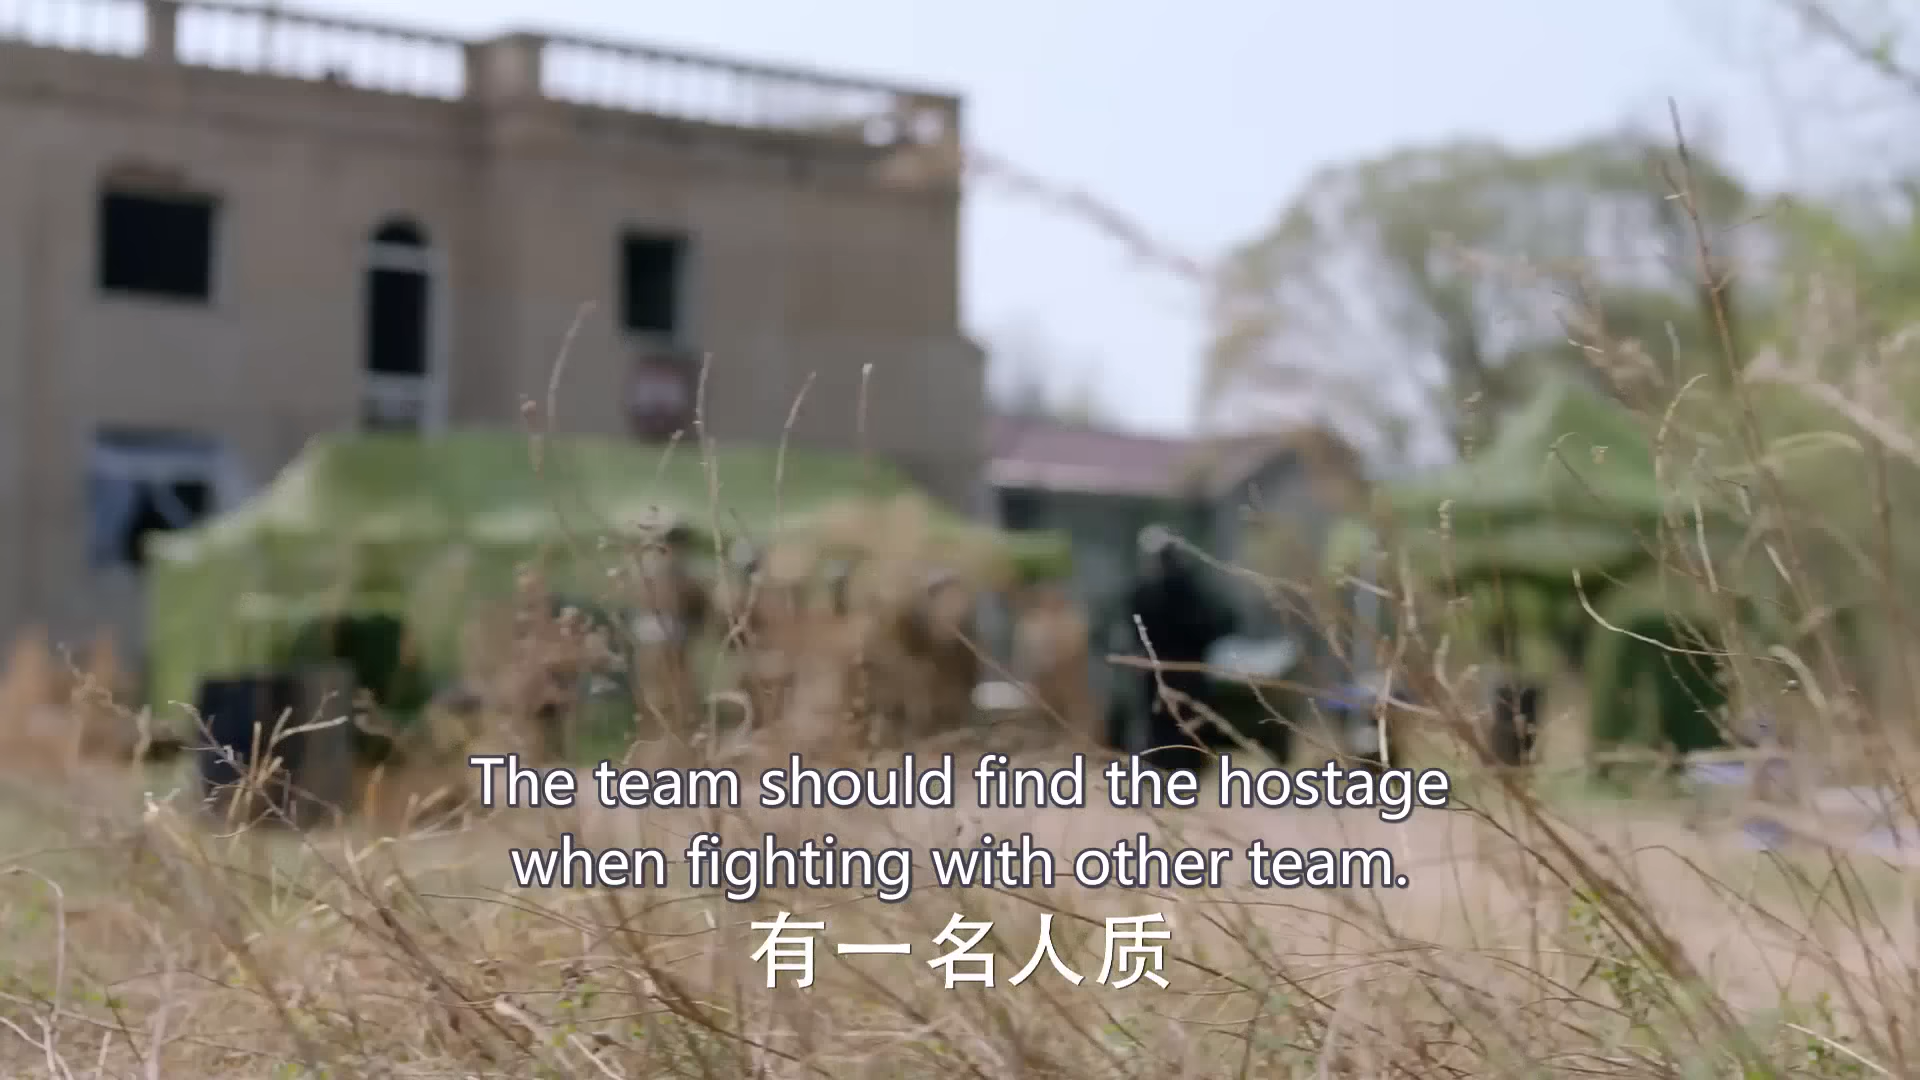 The team should find the hostage
when fighting with other team.
有一名人质